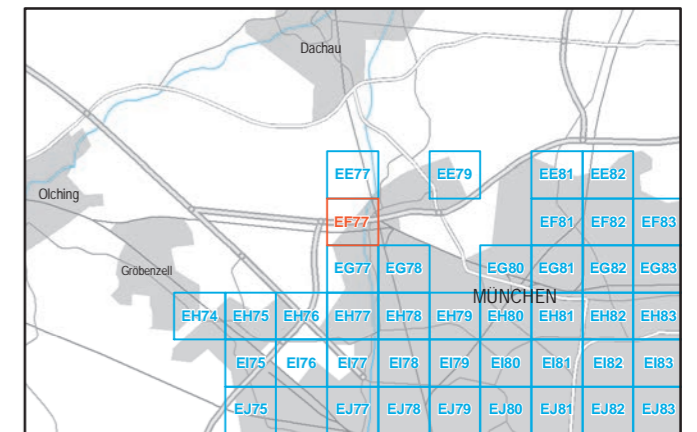 Dachau
EE77 EE79 EE81 EE82
Olching
EF77 EF81 EF82 EF83
Gröbenzell
EG77 EG78 EG80 EG81 EG82 EG83
MÜNCHEN
EH74 EH75 EH76 EH77 EH78 EH79 EH80 EH81 EH82 EH83
EI75 EI76 EI77 EI78 EI79 EI80 EI81 EI82 EI83
EJ75 EJ77 EJ78 EJ79 EJ80 EJ81 EJ82 EJ83